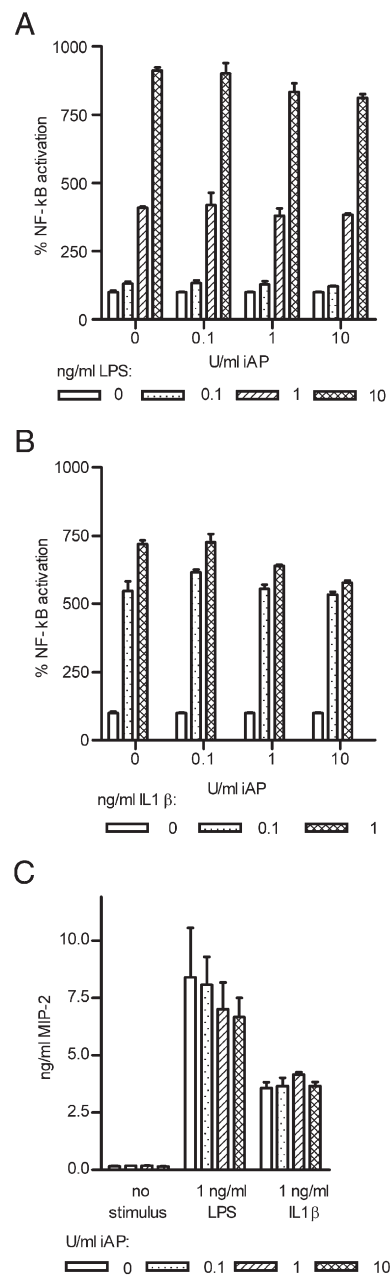 A
1000
750
500
250
0
% NF-kB activation
0 0.1 1 10
U/ml iAP
ng/ml LPS:
0 0.1 1 10
B
1000
750
500
250
0
% NF-kB activation
0 0.1 1 10
U/ml iAP
ng/ml IL1 β:
0 0.1 1
C
10.0
7.5
5.0
2.5
0.0
ng/ml MIP-2
no 1 ng/ml 1 ng/ml
stimulus LPS IL1β
U/ml iAP:
0 0.1 1 10